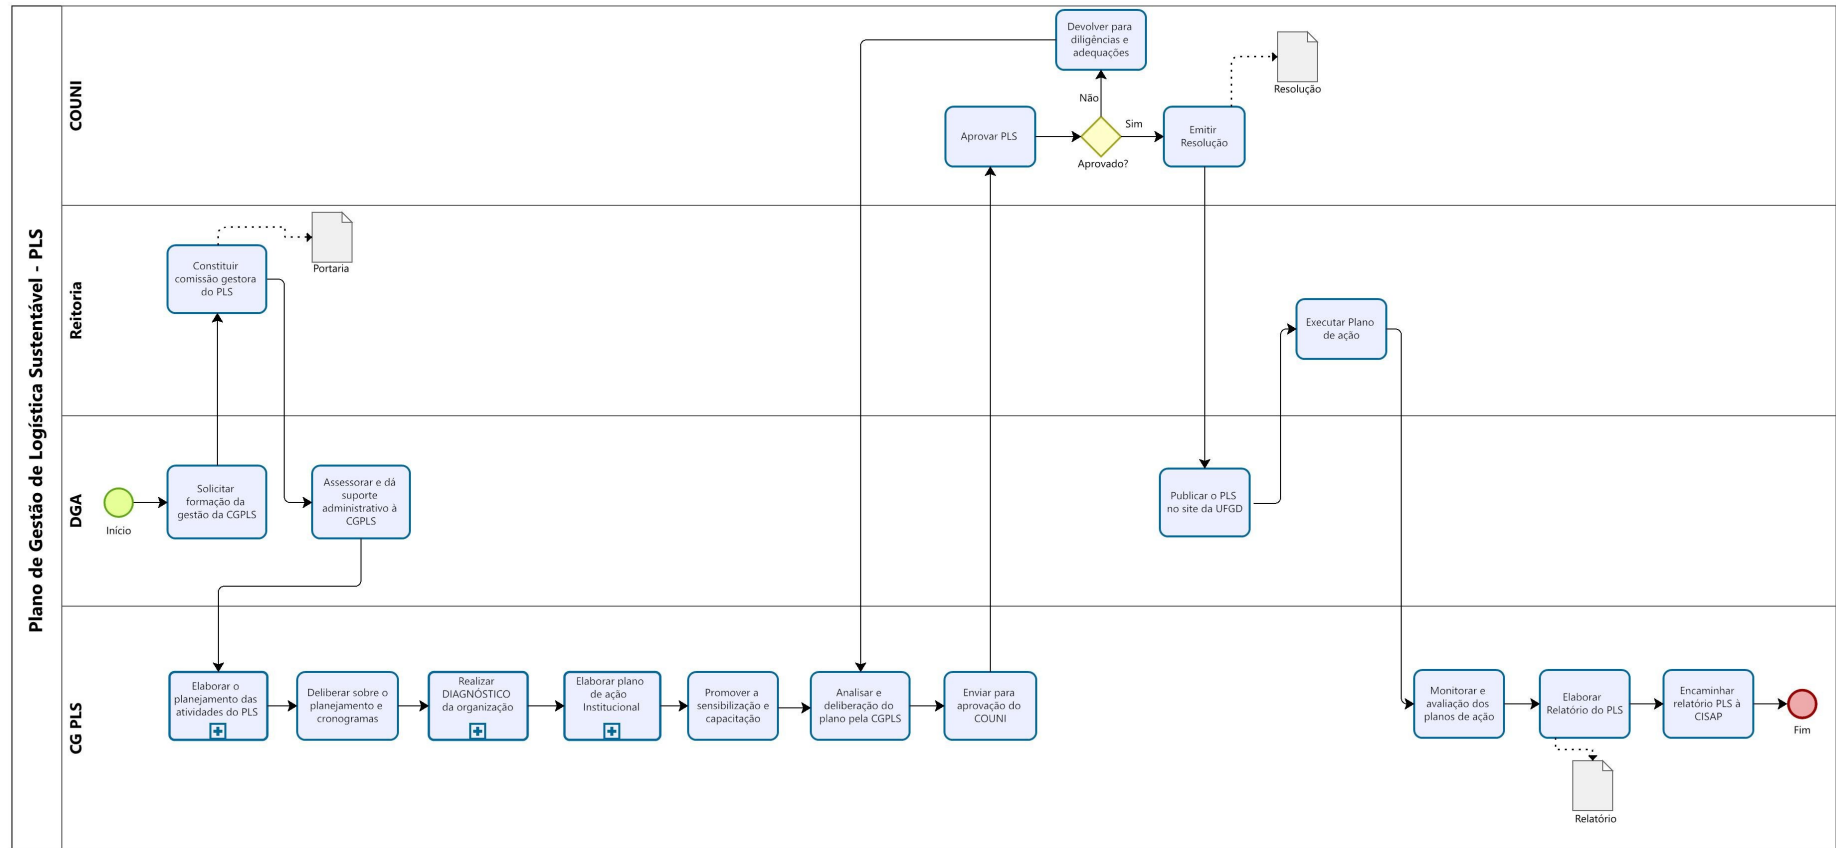 Plano de Gestão de Logística Sustentável - PLS
COUNI
Devolver para
diligências e
adequações
Não
Aprovar PLS
Aprovado?
Sim
Emitir
Resolução
Resolução
Reitoria
Constituir
comissão gestora
do PLS
Portaria
Executar Plano
de ação
DGA
Início
Solicitar
formação da
gestão da CGPLS
Assessorar e dá
suporte
administrativo à
CGPLS
Publicar o PLS
no site da UFGD
CG PLS
Elaborar o
planejamento das
atividades do PLS
Deliberar sobre o
planejamento e
cronogramas
Realizar
DIAGNÓSTICO
da organização
Elaborar plano
de ação
Institucional
Promover a
sensibilização e
capacitação
Analisar e
deliberação do
plano pela CGPLS
Enviar para
aprovação do
COUNI
Monitorar e
avaliação dos
planos de ação
Elaborar
Relatório do PLS
Relatório
Encaminhar
relatório PLS à
CISAP
Fim